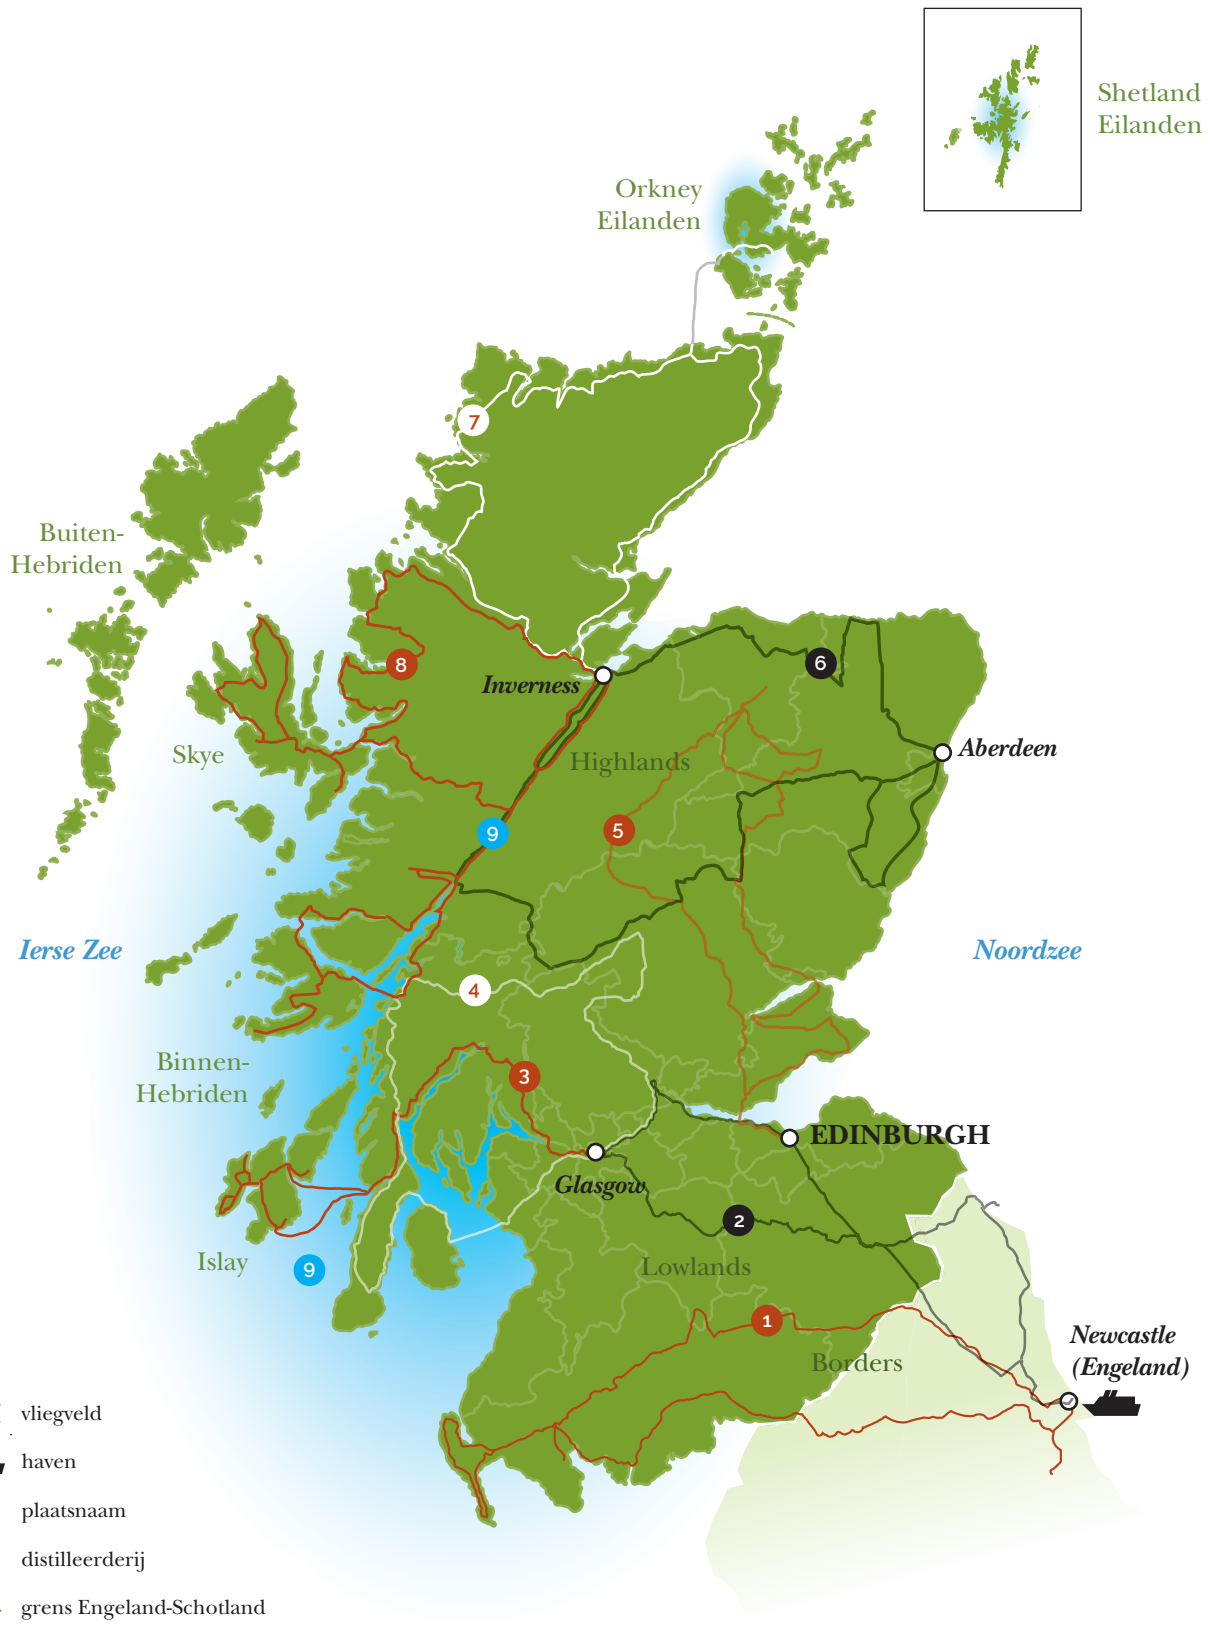 Shetland
Eilanden
Orkney
Eilanden
7
Buiten-
Hebriden
8
6
Inverness
Skye
Highlands
Aberdeen
9
5
Ierse Zee
Noordzee
4
Binnen-
Hebriden
3
EDINBURGH
Glasgow
2
Islay
9
Lowlands
1
Borders
Newcastle
(Engeland)
vliegveld
haven
plaatsnaam
distilleerderij
grens Engeland-Schotland